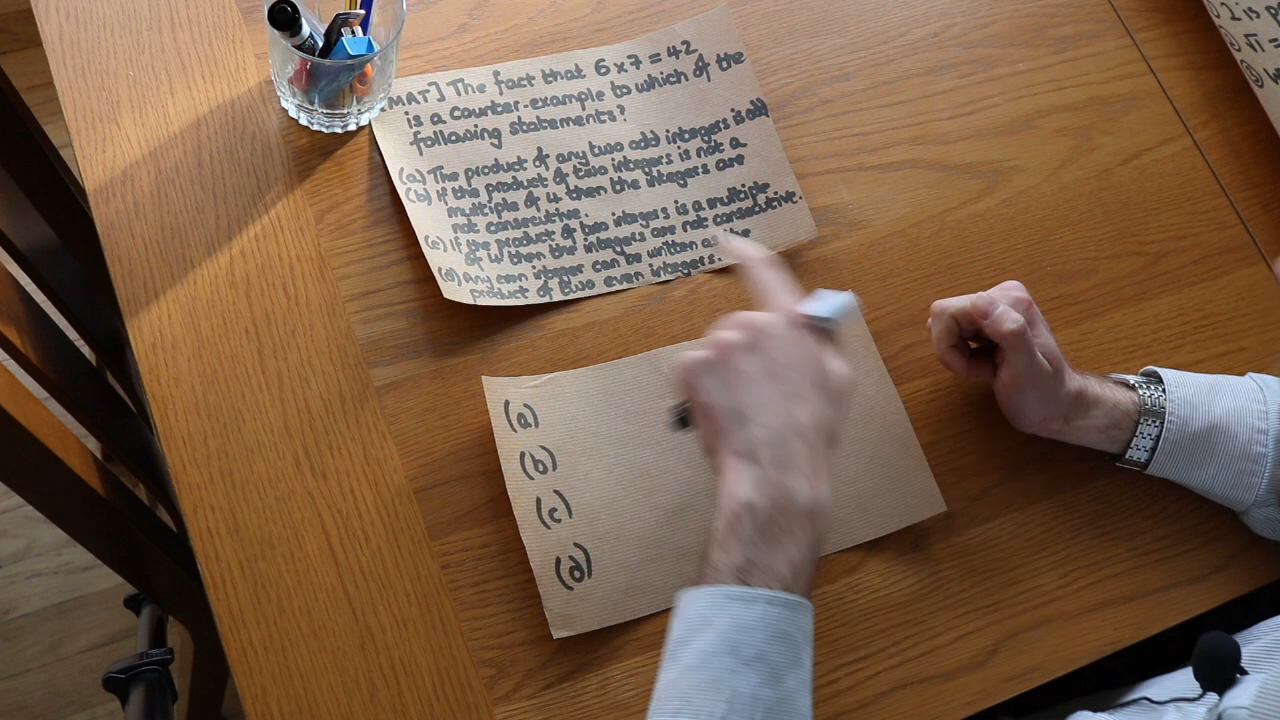 MAT] The fact that 6 x 7 = 42
is a counter-example to which of the
following statements?
(a) The product of any two odd integers is odd
(b) If the product of two integers is not a
multiple of 4 then the integers are
not consecutive.
(c) If the product of two integers is a multiple
of 4 then the integers are not consecutive.
(d) Any even integer can be written as the
product of two even integers.
(a)
(b)
(c)
(d)
2 is
√1 =